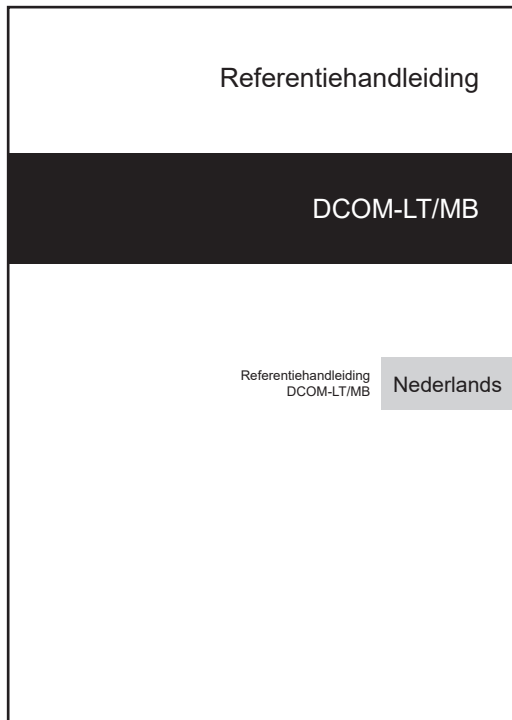 Referentiehandleiding
DCOM-LT/MB
Referentiehandleiding
DCOM-LT/MB
Nederlands